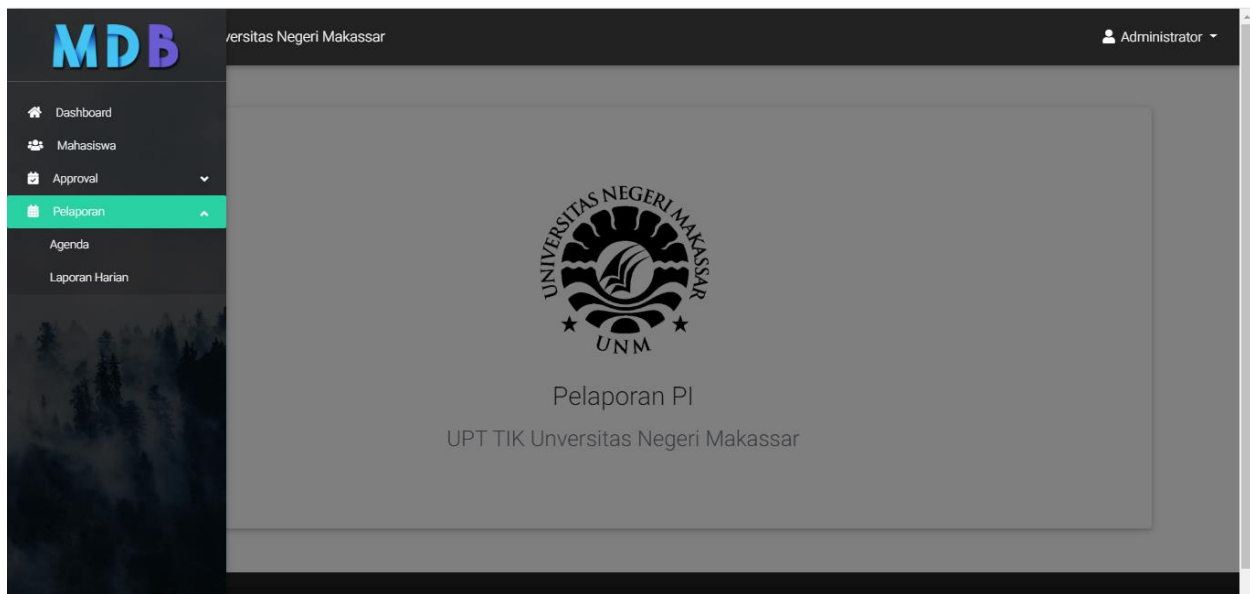 MDB
versitas Negeri Makassar
Administrator
Dashboard
Mahasiswa
Approval
Pelaporan
Agenda
Laporan Harian
UNIVERSITAS NEGERI MAKASSAR
UNM
Pelaporan PI
UPT TIK Unversitas Negeri Makassar